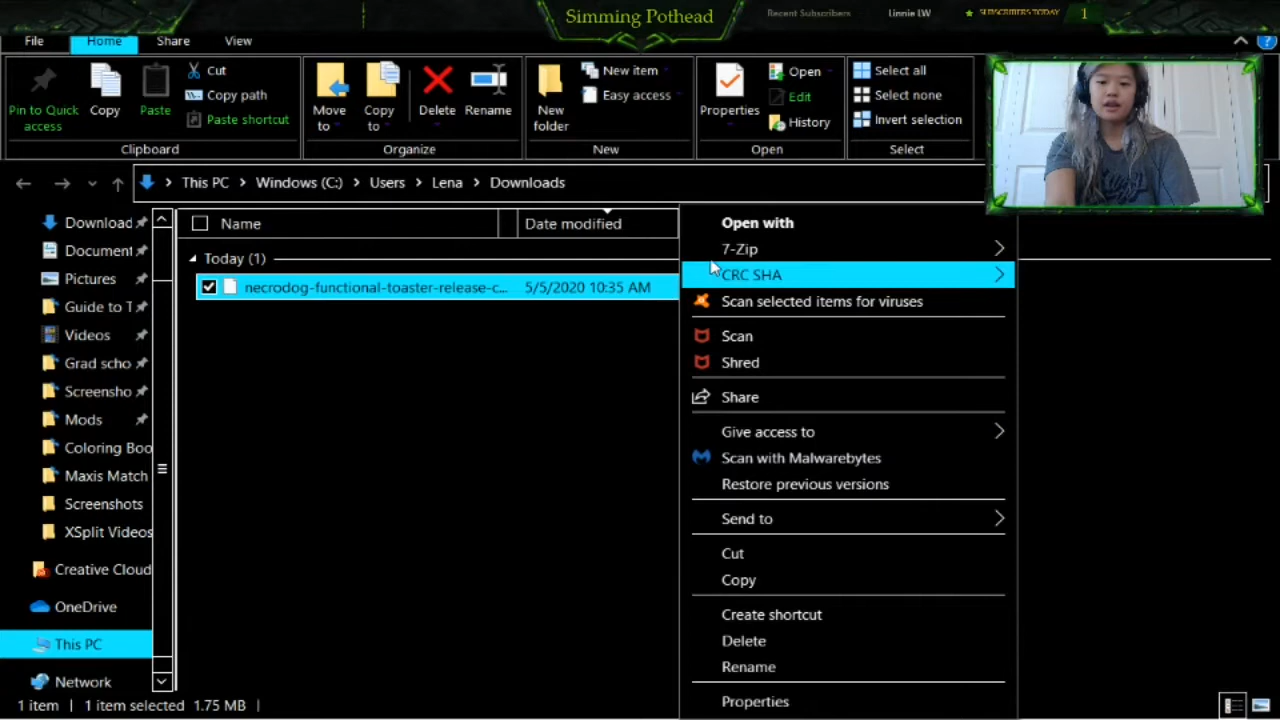 Simming Pothead
Recent Subscribers
Linnie LW
SUBSCRIBERS TODAY
1
File
Home
Share
View
Pin to Quick access
Copy
Paste
Cut
Copy path
Paste shortcut
Clipboard
Move to
Copy to
Delete
Rename
Organize
New folder
New item
Easy access
New
Properties
Open
Edit
History
Open
Select all
Select none
Invert selection
Select
This PC > Windows (C:) > Users > Lena > Downloads
Download
Document
Pictures
Guide to T
Videos
Grad scho
Screensho
Mods
Coloring Boo
Maxis Match
Screenshots
XSplit Videos
Creative Cloud
OneDrive
This PC
Network
Name
Date modified
Today (1)
necrodog-functional-toaster-release-c...
5/5/2020 10:35 AM
Open with
7-Zip
CRC SHA
Scan selected items for viruses
Scan
Shred
Share
Give access to
Scan with Malwarebytes
Restore previous versions
Send to
Cut
Copy
Create shortcut
Delete
Rename
Properties
1 item | 1 item selected 1.75 MB |